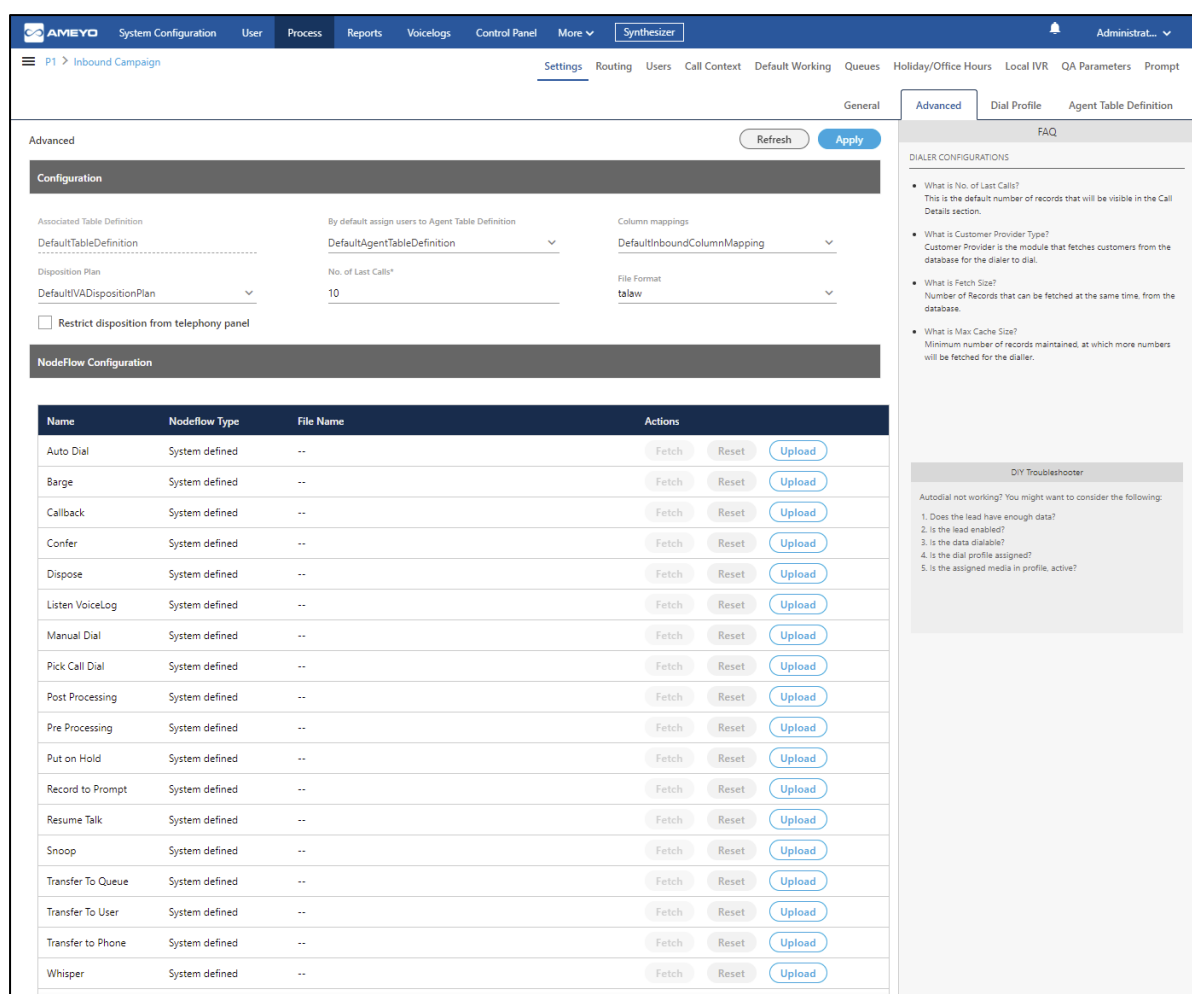 AMEYO System Configuration User Process Reports Voicelogs Control Panel More Synthesizer Administrat...
P1 > Inbound Campaign
Settings Routing Users Call Context Default Working Queues Holiday/Office Hours Local IVR QA Parameters Prompt
General Advanced Dial Profile Agent Table Definition
Advanced Refresh Apply
Configuration
Associated Table Definition By default assign users to Agent Table Definition Column mappings
DefaultTableDefinition DefaultAgentTableDefinition DefaultInboundColumnMapping
Disposition Plan No. of Last Calls* File Format
DefaultIVADispositionPlan 10 talaw
Restrict disposition from telephony panel
NodeFlow Configuration
Name Nodeflow Type File Name Actions
Auto Dial System defined -- Fetch Reset Upload
Barge System defined -- Fetch Reset Upload
Callback System defined -- Fetch Reset Upload
Confer System defined -- Fetch Reset Upload
Dispose System defined -- Fetch Reset Upload
Listen VoiceLog System defined -- Fetch Reset Upload
Manual Dial System defined -- Fetch Reset Upload
Pick Call Dial System defined -- Fetch Reset Upload
Post Processing System defined -- Fetch Reset Upload
Pre Processing System defined -- Fetch Reset Upload
Put on Hold System defined -- Fetch Reset Upload
Record to Prompt System defined -- Fetch Reset Upload
Resume Talk System defined -- Fetch Reset Upload
Snoop System defined -- Fetch Reset Upload
Transfer To Queue System defined -- Fetch Reset Upload
Transfer To User System defined -- Fetch Reset Upload
Transfer to Phone System defined -- Fetch Reset Upload
Whisper System defined -- Fetch Reset Upload
FAQ
DIALER CONFIGURATIONS
• What is No. of Last Calls?
This is the default number of records that will be visible in the Call
Details section.
• What is Customer Provider Type?
Customer Provider is the module that fetches customers from the
database for the dialer to dial.
• What is Fetch Size?
Number of Records that can be fetched at the same time, from the
database.
• What is Max Cache Size?
Minimum number of records maintained, at which more numbers
will be fetched for the dialler.
DIY Troubleshooter
Autodial not working? You might want to consider the following:
1. Does the lead have enough data?
2. Is the lead enabled?
3. Is the data dialable?
4. Is the dial profile assigned?
5. Is the assigned media in profile, active?